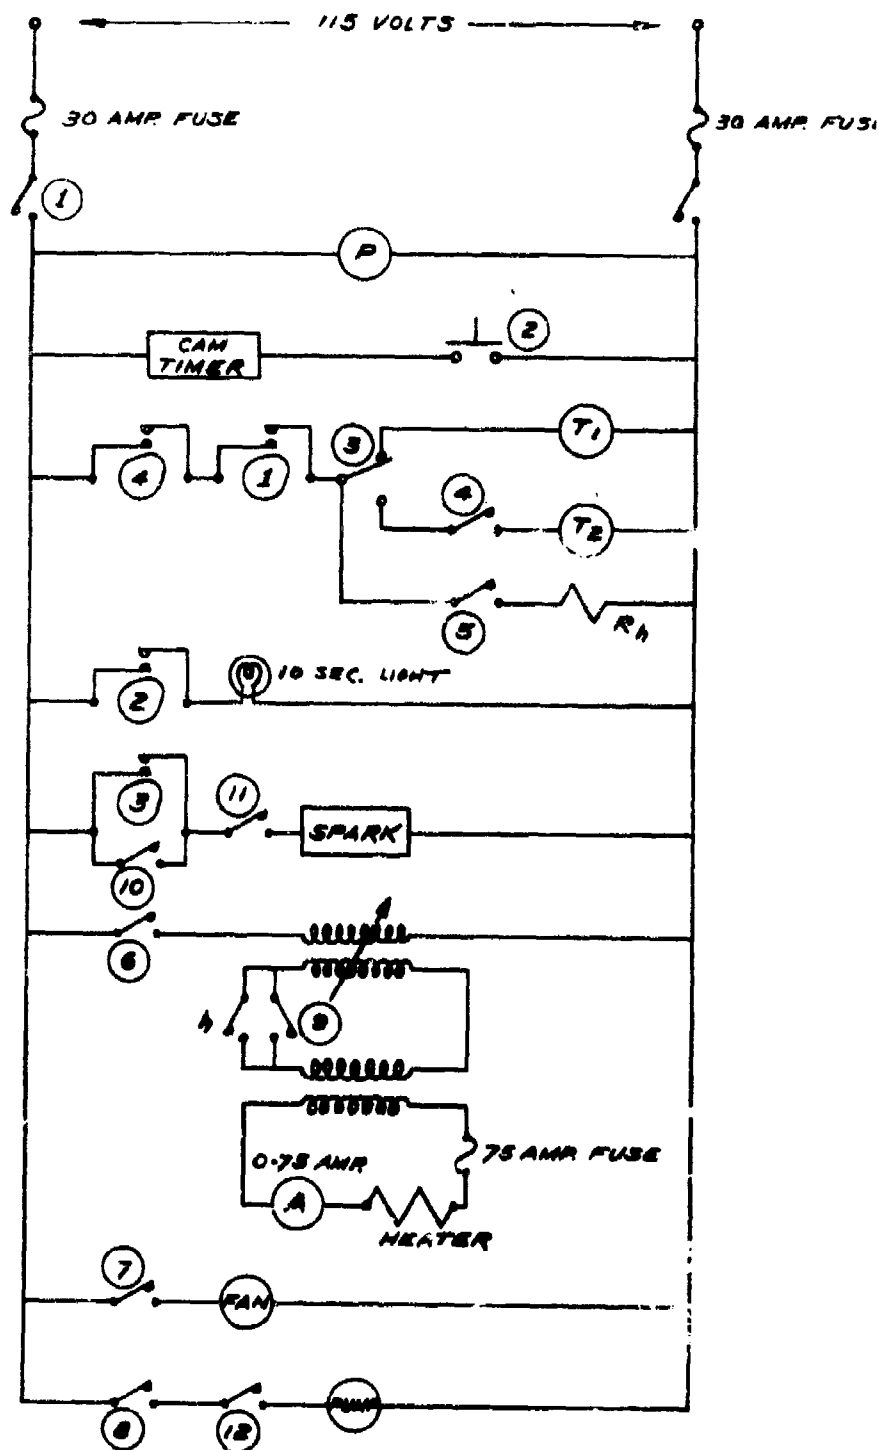 115 VOLTS
30 AMP. FUSE
30 AMP. FUS
1
P
CAM
TIMER
2
T1
3
4
1
4
T2
5
Rh
2
10 SEC. LIGHT
3
11
SPARK
10
6
h
9
0-75 AMP.
75 AMP. FUSE
A
HEATER
7
FAN
8
12
PUMP